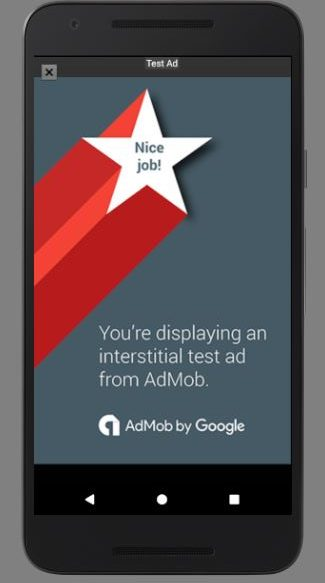 Test Ad
Nice
job!
You're displaying an
interstitial test ad
from AdMob.
AdMob by Google